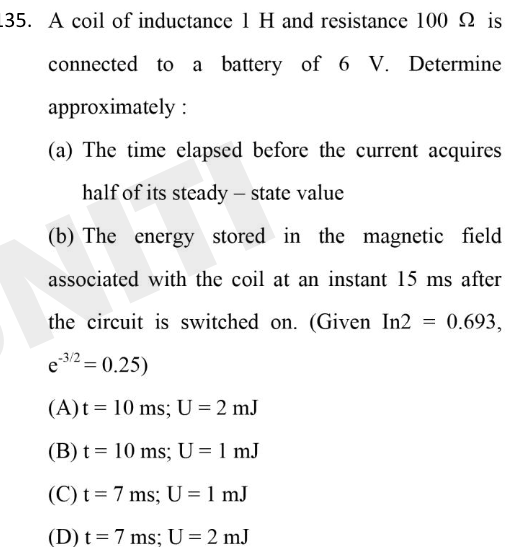 135. A coil of inductance 1 H and resistance 100 Ω is
connected to a battery of 6 V. Determine
approximately :
(a) The time elapsed before the current acquires
half of its steady – state value
(b) The energy stored in the magnetic field
associated with the coil at an instant 15 ms after
the circuit is switched on. (Given In2 = 0.693,
e^-3/2 = 0.25)
(A) t = 10 ms; U = 2 mJ
(B) t = 10 ms; U = 1 mJ
(C) t = 7 ms; U = 1 mJ
(D) t = 7 ms; U = 2 mJ